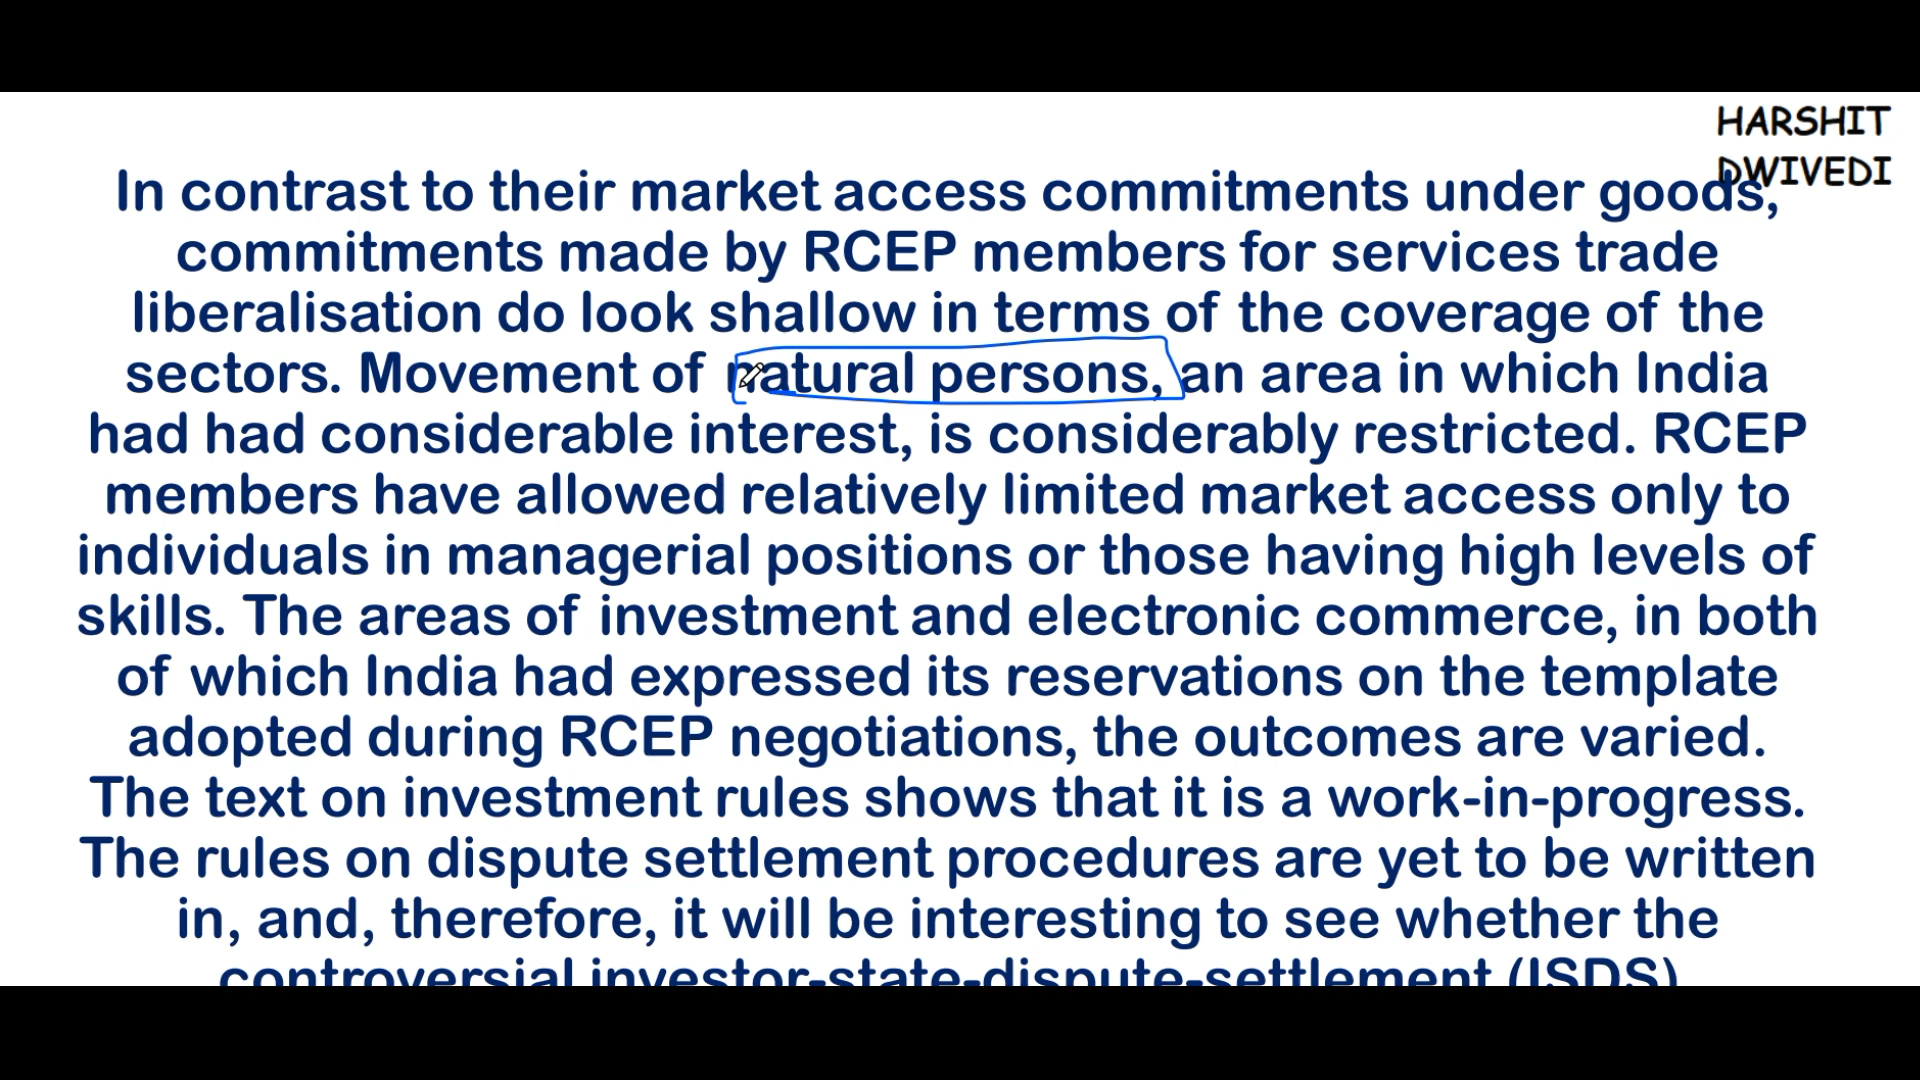 HARSHIT
DWIVEDI
In contrast to their market access commitments under goods,
commitments made by RCEP members for services trade
liberalisation do look shallow in terms of the coverage of the
sectors. Movement of natural persons, an area in which India
had had considerable interest, is considerably restricted. RCEP
members have allowed relatively limited market access only to
individuals in managerial positions or those having high levels of
skills. The areas of investment and electronic commerce, in both
of which India had expressed its reservations on the template
adopted during RCEP negotiations, the outcomes are varied.
The text on investment rules shows that it is a work-in-progress.
The rules on dispute settlement procedures are yet to be written
in, and, therefore, it will be interesting to see whether the
controversial investor-state-dispute-settlement (ISDS)